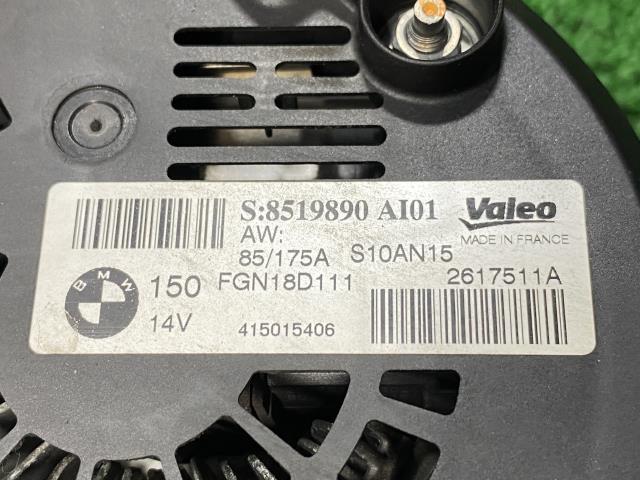 S:8519890 AI01
Valeo
AW:
MADE IN FRANCE
85/175A S10AN15
BMW
150 FGN18D111
2617511A
14V
415015406